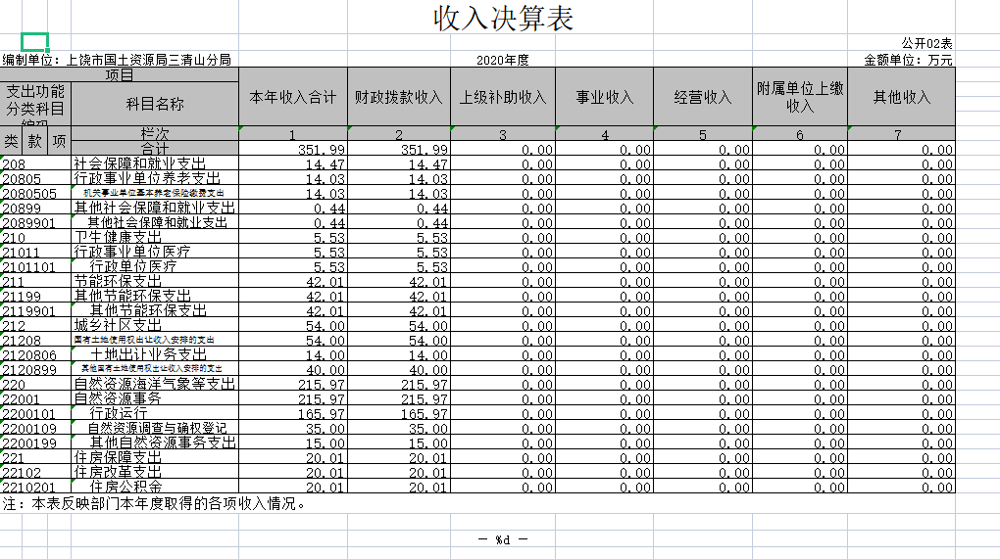 收入决算表
公开02表
编制单位：上饶市国土资源局三清山分局 2020年度 金额单位：万元
项目 本年收入合计 财政拨款收入 上级补助收入 事业收入 经营收入 附属单位上缴收入 其他收入
支出功能分类科目编码 科目名称
类 款 项 栏次 1 2 3 4 5 6 7
合计 351.99 351.99 0.00 0.00 0.00 0.00 0.00
208 社会保障和就业支出 14.47 14.47 0.00 0.00 0.00 0.00 0.00
20805 行政事业单位养老支出 14.03 14.03 0.00 0.00 0.00 0.00 0.00
2080505 机关事业单位基本养老保险缴费支出 14.03 14.03 0.00 0.00 0.00 0.00 0.00
20899 其他社会保障和就业支出 0.44 0.44 0.00 0.00 0.00 0.00 0.00
2089901 其他社会保障和就业支出 0.44 0.44 0.00 0.00 0.00 0.00 0.00
210 卫生健康支出 5.53 5.53 0.00 0.00 0.00 0.00 0.00
21011 行政事业单位医疗 5.53 5.53 0.00 0.00 0.00 0.00 0.00
2101101 行政单位医疗 5.53 5.53 0.00 0.00 0.00 0.00 0.00
211 节能环保支出 42.01 42.01 0.00 0.00 0.00 0.00 0.00
21199 其他节能环保支出 42.01 42.01 0.00 0.00 0.00 0.00 0.00
2119901 其他节能环保支出 42.01 42.01 0.00 0.00 0.00 0.00 0.00
212 城乡社区支出 54.00 54.00 0.00 0.00 0.00 0.00 0.00
21208 国有土地使用权出让收入安排的支出 54.00 54.00 0.00 0.00 0.00 0.00 0.00
2120806 土地出让业务支出 14.00 14.00 0.00 0.00 0.00 0.00 0.00
2120899 其他国有土地使用权出让收入安排的支出 40.00 40.00 0.00 0.00 0.00 0.00 0.00
220 自然资源海洋气象等支出 215.97 215.97 0.00 0.00 0.00 0.00 0.00
22001 自然资源事务 215.97 215.97 0.00 0.00 0.00 0.00 0.00
2200101 行政运行 165.97 165.97 0.00 0.00 0.00 0.00 0.00
2200109 自然资源调查与确权登记 35.00 35.00 0.00 0.00 0.00 0.00 0.00
2200199 其他自然资源事务支出 15.00 15.00 0.00 0.00 0.00 0.00 0.00
221 住房保障支出 20.01 20.01 0.00 0.00 0.00 0.00 0.00
22102 住房改革支出 20.01 20.01 0.00 0.00 0.00 0.00 0.00
2210201 住房公积金 20.01 20.01 0.00 0.00 0.00 0.00 0.00
注：本表反映部门本年度取得的各项收入情况。
— %d —